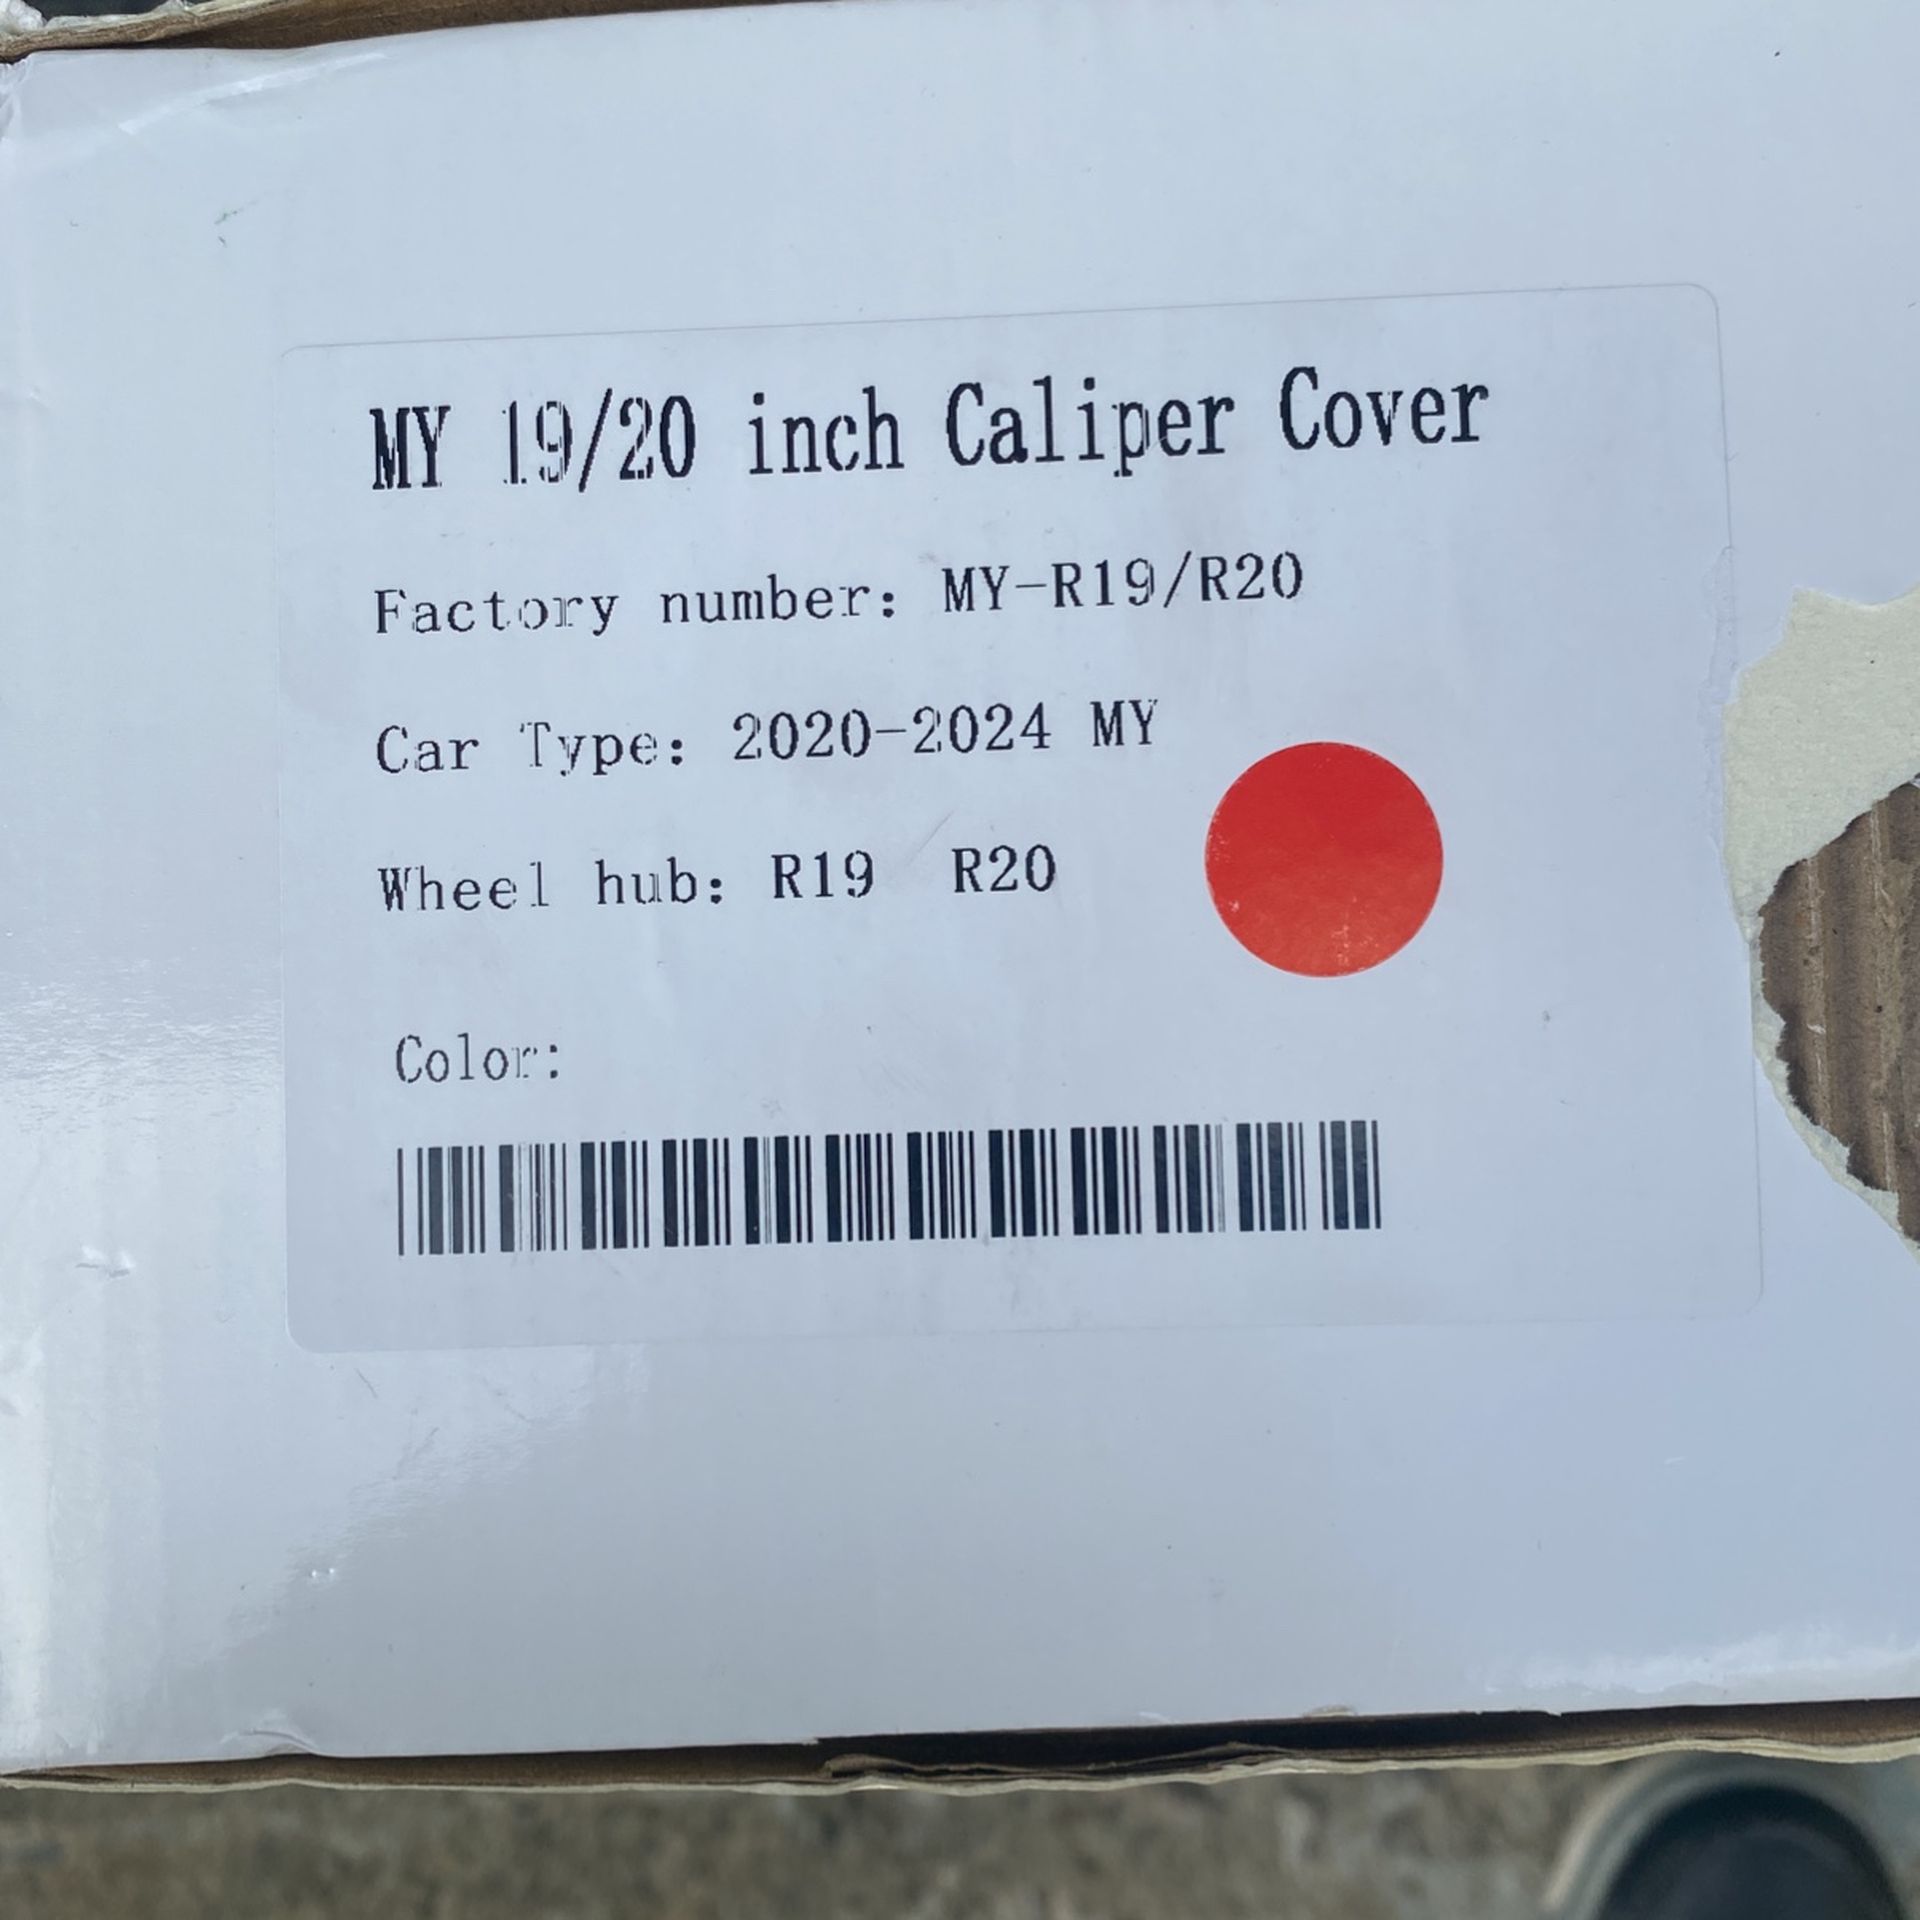 MY 19/20 inch Caliper Cover
Factory number: MY-R19/R20
Car Type: 2020-2024 MY
Wheel hub: R19 R20
Color: